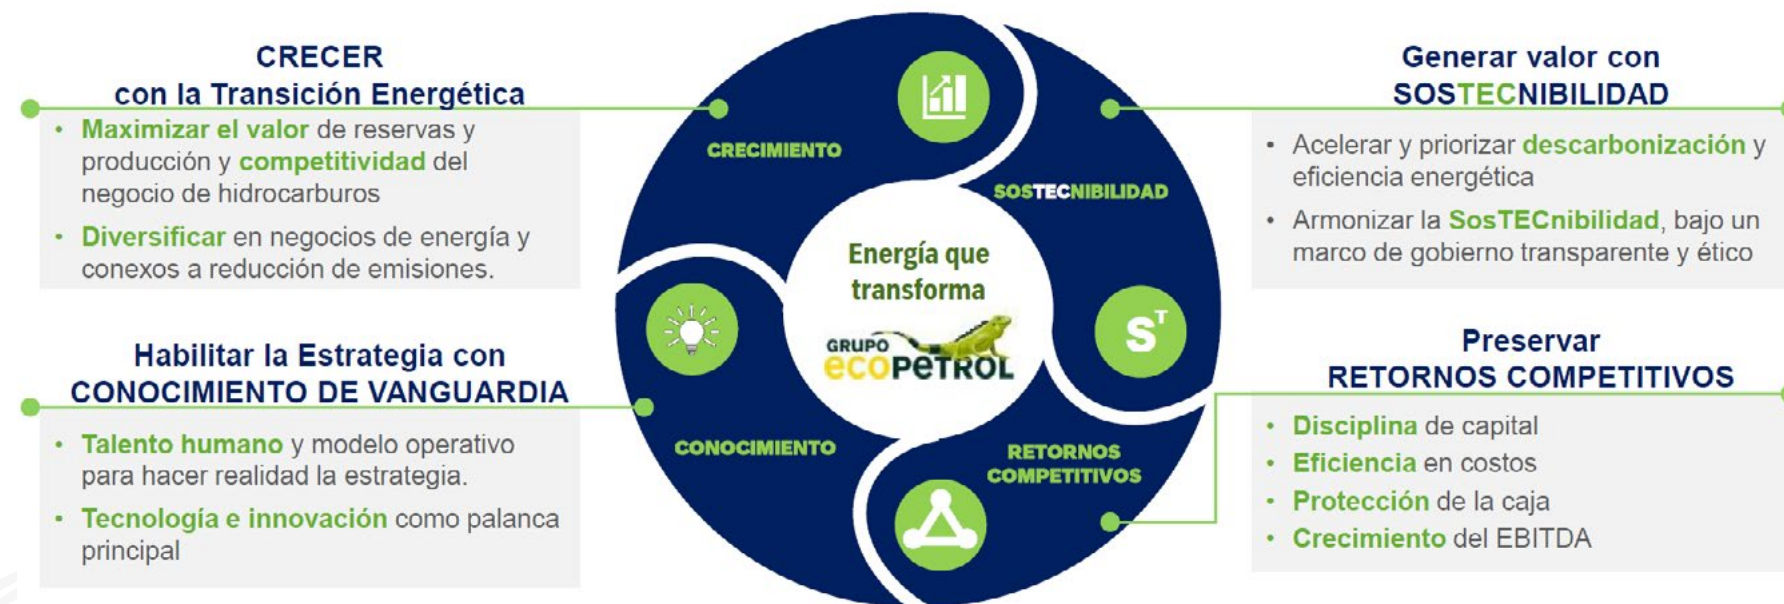 CRECER
con la Transición Energética
• Maximizar el valor de reservas y
producción y competitividad del
negocio de hidrocarburos
• Diversificar en negocios de energía y
conexos a reducción de emisiones.
Habilitar la Estrategia con
CONOCIMIENTO DE VANGUARDIA
• Talento humano y modelo operativo
para hacer realidad la estrategia.
• Tecnología e innovación como palanca
principal
CRECIMIENTO
SOSTECNIBILIDAD
Energía que
transforma
GRUPO
ecoPETROL
S^T
CONOCIMIENTO
RETORNOS
COMPETITIVOS
Generar valor con
SOSTECNIBILIDAD
• Acelerar y priorizar descarbonización y
eficiencia energética
• Armonizar la SosTECnibilidad, bajo un
marco de gobierno transparente y ético
Preservar
RETORNOS COMPETITIVOS
• Disciplina de capital
• Eficiencia en costos
• Protección de la caja
• Crecimiento del EBITDA